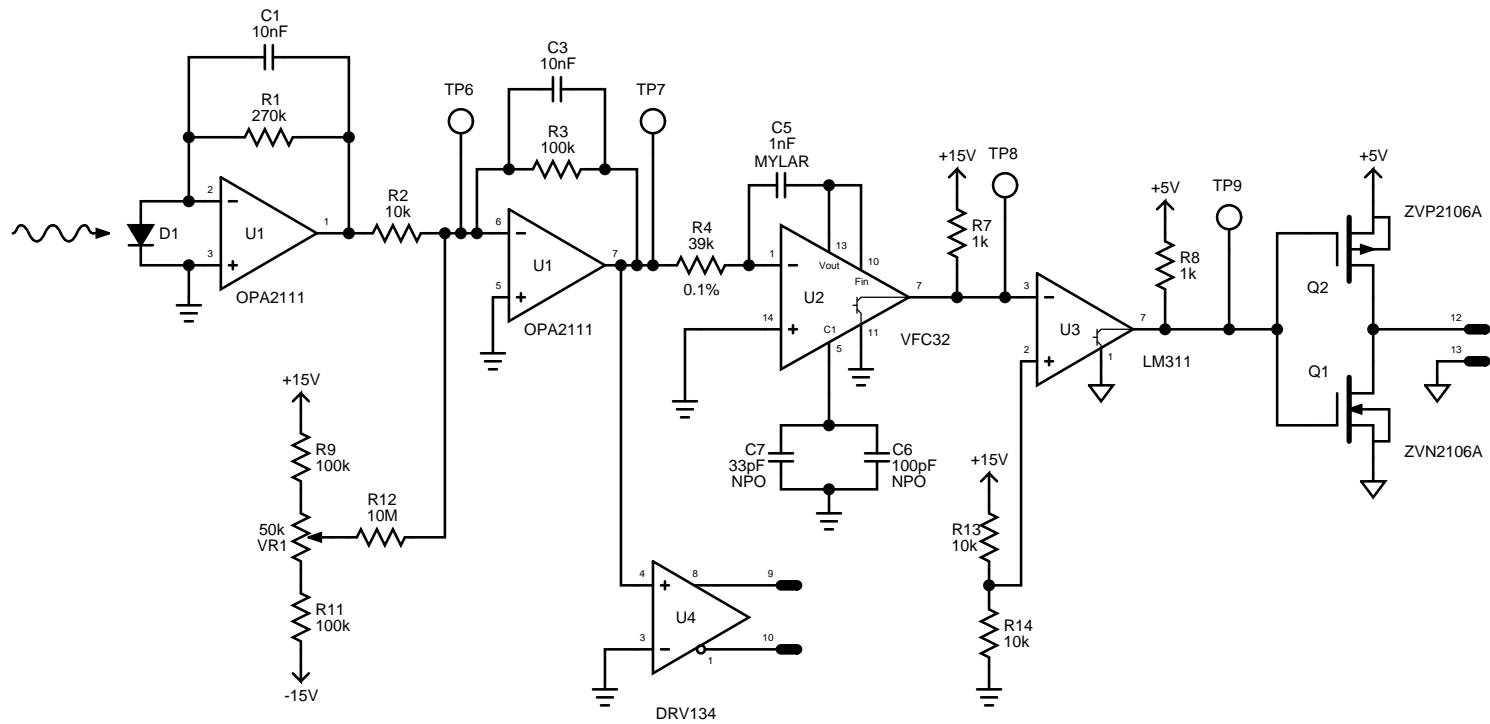 C1
10nF
R1
270k
2
3
1
U1
D1
OPA2111
R2
10k
TP6
C3
10nF
R3
100k
TP7
6
5
7
U1
OPA2111
R4
39k
0.1%
C5
1nF
MYLAR
1
14
13
Vout
10
Fin
U2
C1
5
11
7
VFC32
+15V
R7
1k
TP8
3
2
U3
7
1
LM311
+5V
R8
1k
TP9
+5V
ZVP2106A
Q2
12
13
Q1
ZVN2106A
+15V
R9
100k
50k
VR1
R12
10M
R11
100k
-15V
C7
33pF
NPO
C6
100pF
NPO
+15V
R13
10k
R14
10k
4
3
8
1
U4
9
10
DRV134